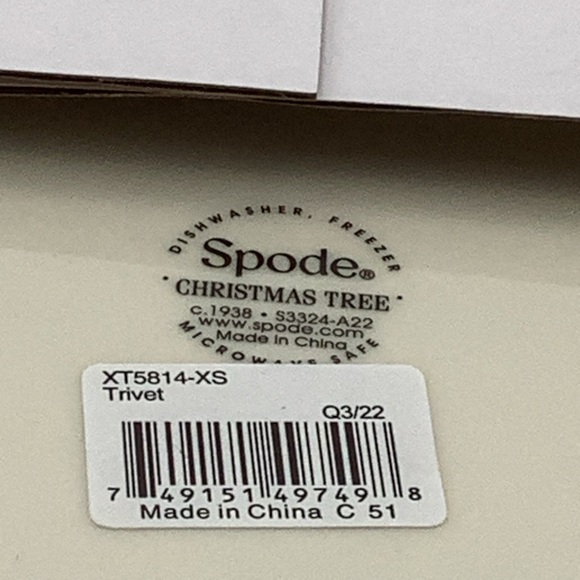 DISHWASHER, FREEZER
Spode®
· CHRISTMAS TREE ·
c.1938 • S3324-A22
www.spode.com
Made in China
MICROWAVE SAFE
XT5814-XS
Trivet
Q3/22
7 49151 49749 8
Made in China C 51